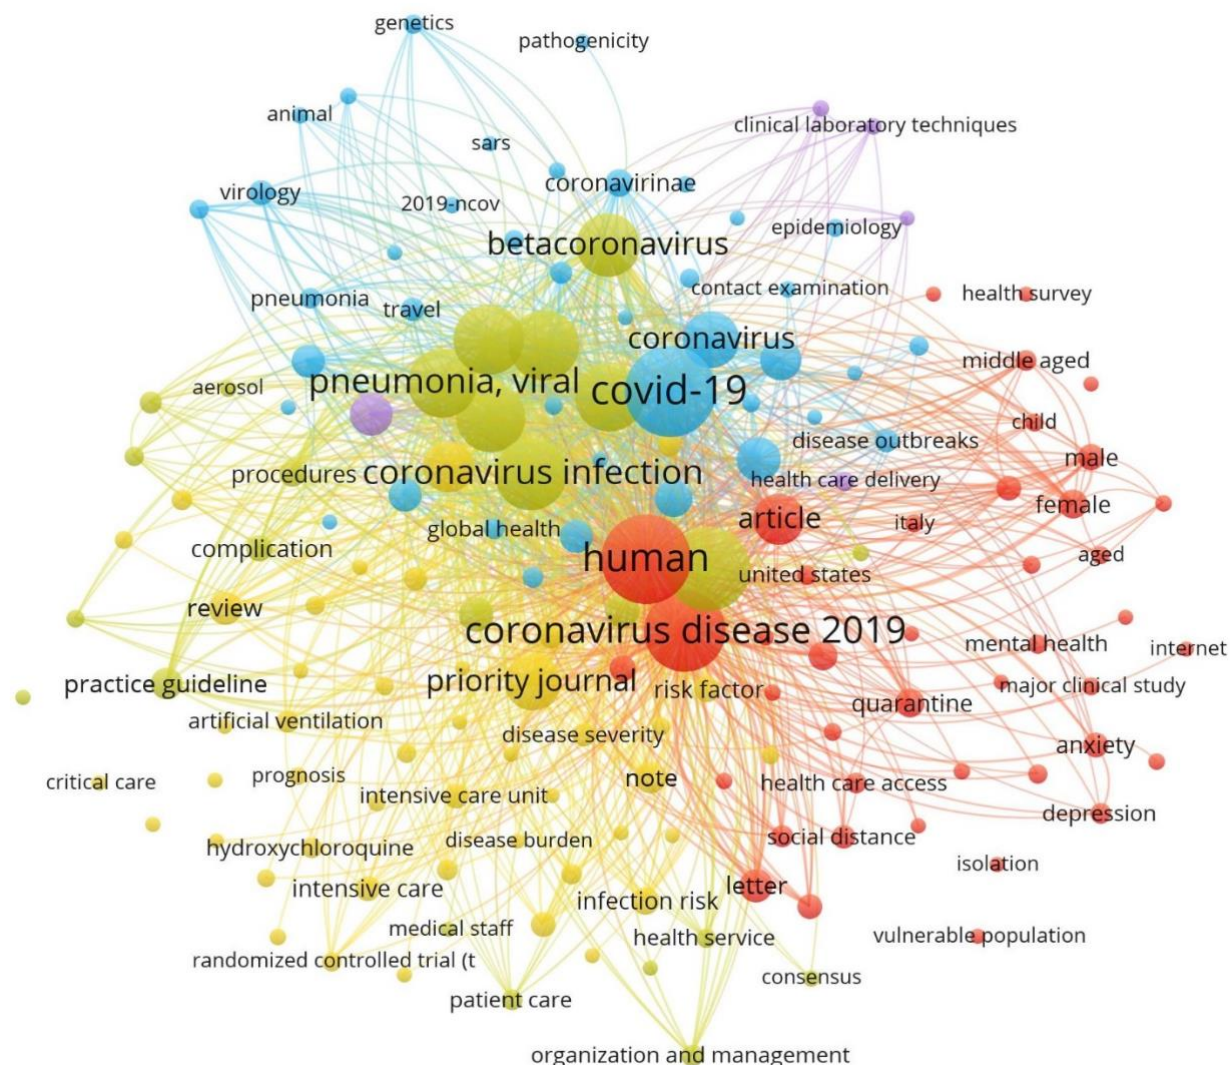 genetics
pathogenicity
animal
clinical laboratory techniques
sars
virology
coronavirinae
2019-ncov
epidemiology
betacoronavirus
contact examination
health survey
pneumonia
travel
coronavirus
middle aged
pneumonia, viral
covid-19
aerosol
child
disease outbreaks
male
procedures
coronavirus infection
health care delivery
female
article
italy
global health
complication
human
aged
united states
review
coronavirus disease 2019
mental health
internet
practice guideline
priority journal
risk factor
major clinical study
quarantine
artificial ventilation
disease severity
anxiety
critical care
prognosis
note
health care access
intensive care unit
depression
hydroxychloroquine
disease burden
social distance
isolation
intensive care
letter
infection risk
medical staff
health service
vulnerable population
randomized controlled trial (t
consensus
patient care
organization and management